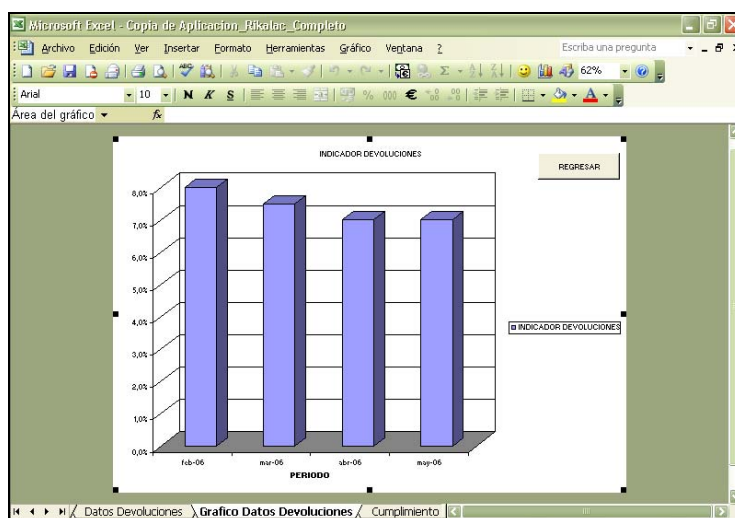 Microsoft Excel - Copia de Aplicacion_Rikalac_Completo
Archivo Edición Ver Insertar Formato Herramientas Gráfico Ventana ? Escriba una pregunta
62%
Arial 10 N K S % 000 €
Área del gráfico fx
INDICADOR DEVOLUCIONES
REGRESAR
8,0%
7,0%
6,0%
5,0%
4,0%
INDICADOR DEVOLUCIONES
3,0%
2,0%
1,0%
0,0%
feb-06 mar-06 abr-06 may-06
PERIODO
Datos Devoluciones Grafico Datos Devoluciones Cumplimiento